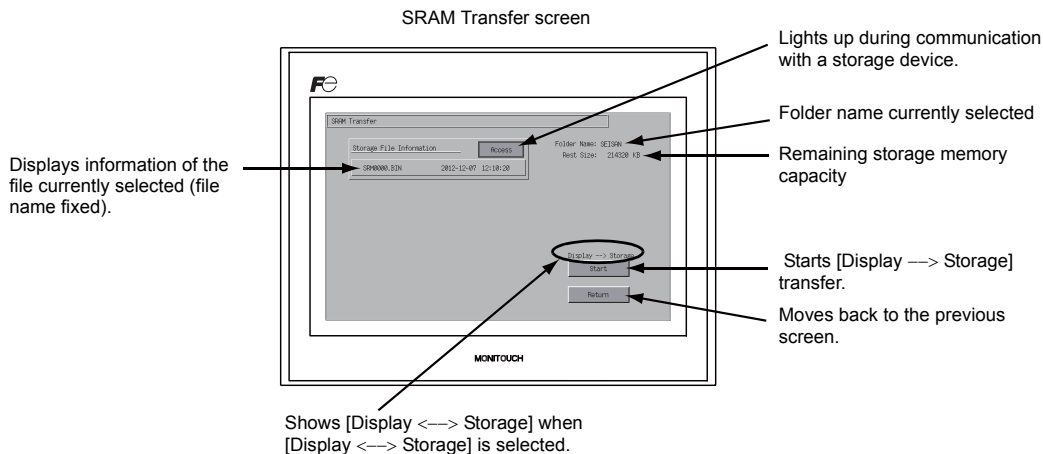 SRAM Transfer screen
Lights up during communication
with a storage device.
Fe
SRAM Transfer
Folder name currently selected
Storage File Information
Access
Folder Name: SEISAN
Rest Size: 214320 KB
Remaining storage memory
capacity
Displays information of the
file currently selected (file
name fixed).
SRM0000.BIN 2012-12-07 12:10:20
Display --> Storage
Start
Starts [Display ––> Storage]
transfer.
Return
Moves back to the previous
screen.
MONITOUCH
Shows [Display <––> Storage] when
[Display <––> Storage] is selected.